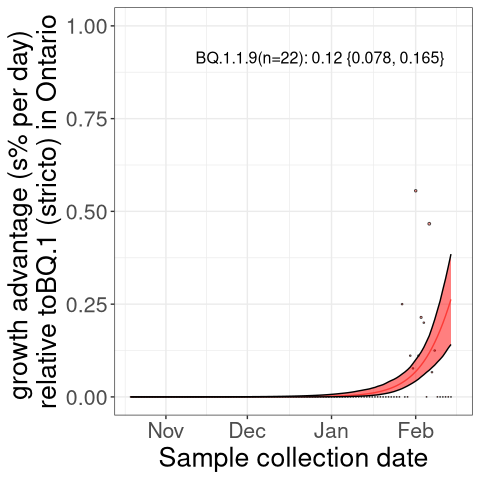 growth advantage (s% per day)
relative toBQ.1 (stricto) in Ontario
1.00
0.75
0.50
0.25
0.00
BQ.1.1.9(n=22): 0.12 {0.078, 0.165}
Nov Dec Jan Feb
Sample collection date